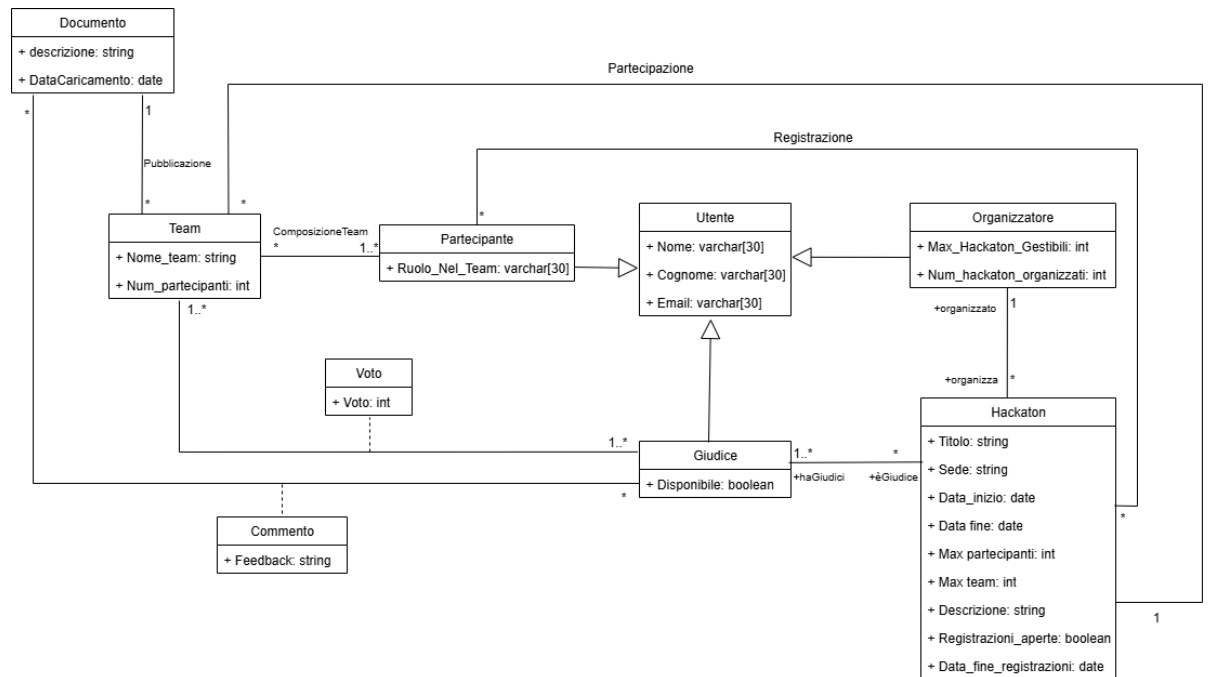 Documento
+ descrizione: string
+ DataCaricamento: date
*
1
Pubblicazione
*
Partecipazione
*
1
Registrazione
*
*
Team
+ Nome_team: string
+ Num_partecipanti: int
1..*
ComposizioneTeam
*
1..*
Partecipante
+ Ruolo_Nel_Team: varchar[30]
Utente
+ Nome: varchar[30]
+ Cognome: varchar[30]
+ Email: varchar[30]
Organizzatore
+ Max_Hackaton_Gestibili: int
+ Num_hackaton_organizzati: int
+organizzato
1
+organizza
*
Voto
+ Voto: int
1..*
Giudice
+ Disponibile: boolean
*
1..*
+haGiudici
*
+èGiudice
Commento
+ Feedback: string
Hackaton
+ Titolo: string
+ Sede: string
+ Data_inizio: date
+ Data fine: date
+ Max partecipanti: int
+ Max team: int
+ Descrizione: string
+ Registrazioni_aperte: boolean
+ Data_fine_registrazioni: date